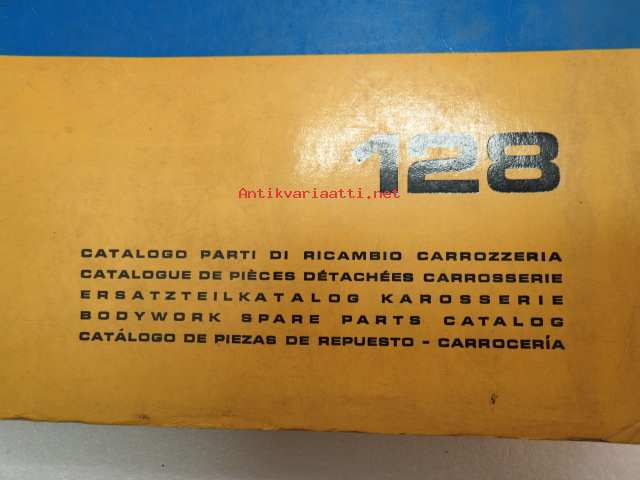 128
Antikvariaatti.net
CATALOGO PARTI DI RICAMBIO CARROZZERIA
CATALOGUE DE PIÈCES DÉTACHÉES CARROSSERIE
ERSATZTEILKATALOG KAROSSERIE
BODYWORK SPARE PARTS CATALOG
CATÁLOGO DE PIEZAS DE REPUESTO - CARROCERÍA